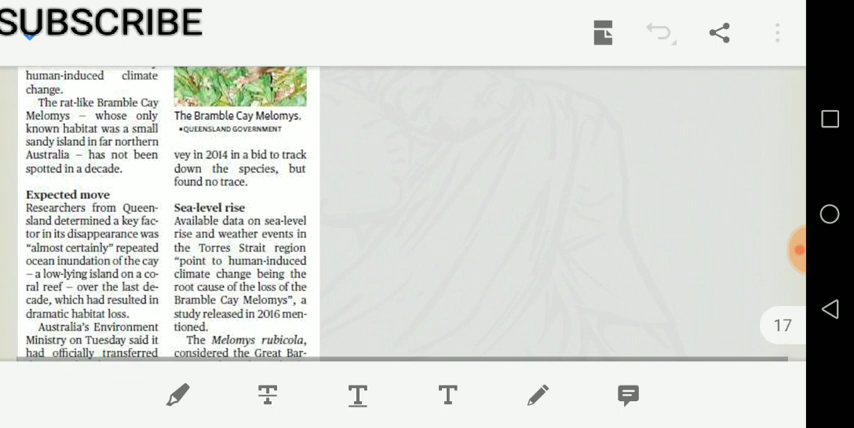 SUBSCRIBE
human-induced climate
change.
The rat-like Bramble Cay
Melomys – whose only
known habitat was a small
sandy island in far northern
Australia – has not been
spotted in a decade.
Expected move
Researchers from Queen-
sland determined a key fac-
tor in its disappearance was
“almost certainly” repeated
ocean inundation of the cay
– a low-lying island on a co-
ral reef – over the last de-
cade, which had resulted in
dramatic habitat loss.
Australia’s Environment
Ministry on Tuesday said it
had officially transferred
The Bramble Cay Melomys.
▪QUEENSLAND GOVERNMENT
vey in 2014 in a bid to track
down the species, but
found no trace.
Sea-level rise
Available data on sea-level
rise and weather events in
the Torres Strait region
“point to human-induced
climate change being the
root cause of the loss of the
Bramble Cay Melomys”, a
study released in 2016 men-
tioned.
The Melomys rubicola,
considered the Great Bar-
17